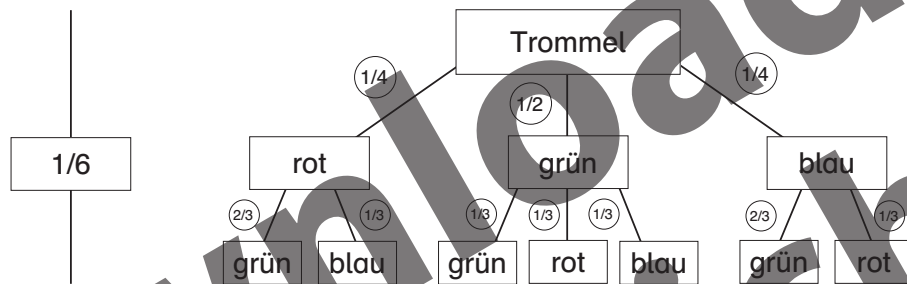 Trommel
1/4 1/2 1/4
1/6 rot grün blau
2/3 1/3 1/3 1/3 1/3 2/3 1/3
grün blau grün rot blau grün rot